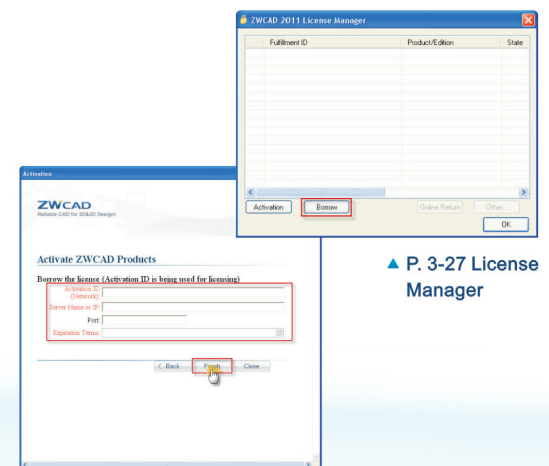 ZWCAD 2011 License Manager
Fulfillment ID Product/Edition State
Activation Borrow Online Return Other...
OK
▲ P. 3-27 License
Manager
Activation
ZWCAD
Reliable CAD for 2D&3D Design!
Activate ZWCAD Products
Borrow the license (Activation ID is being used for licensing)
Activation ID
(Network):
Server Name or IP:
Port:
Expiration Terms:
< Back Finish Close